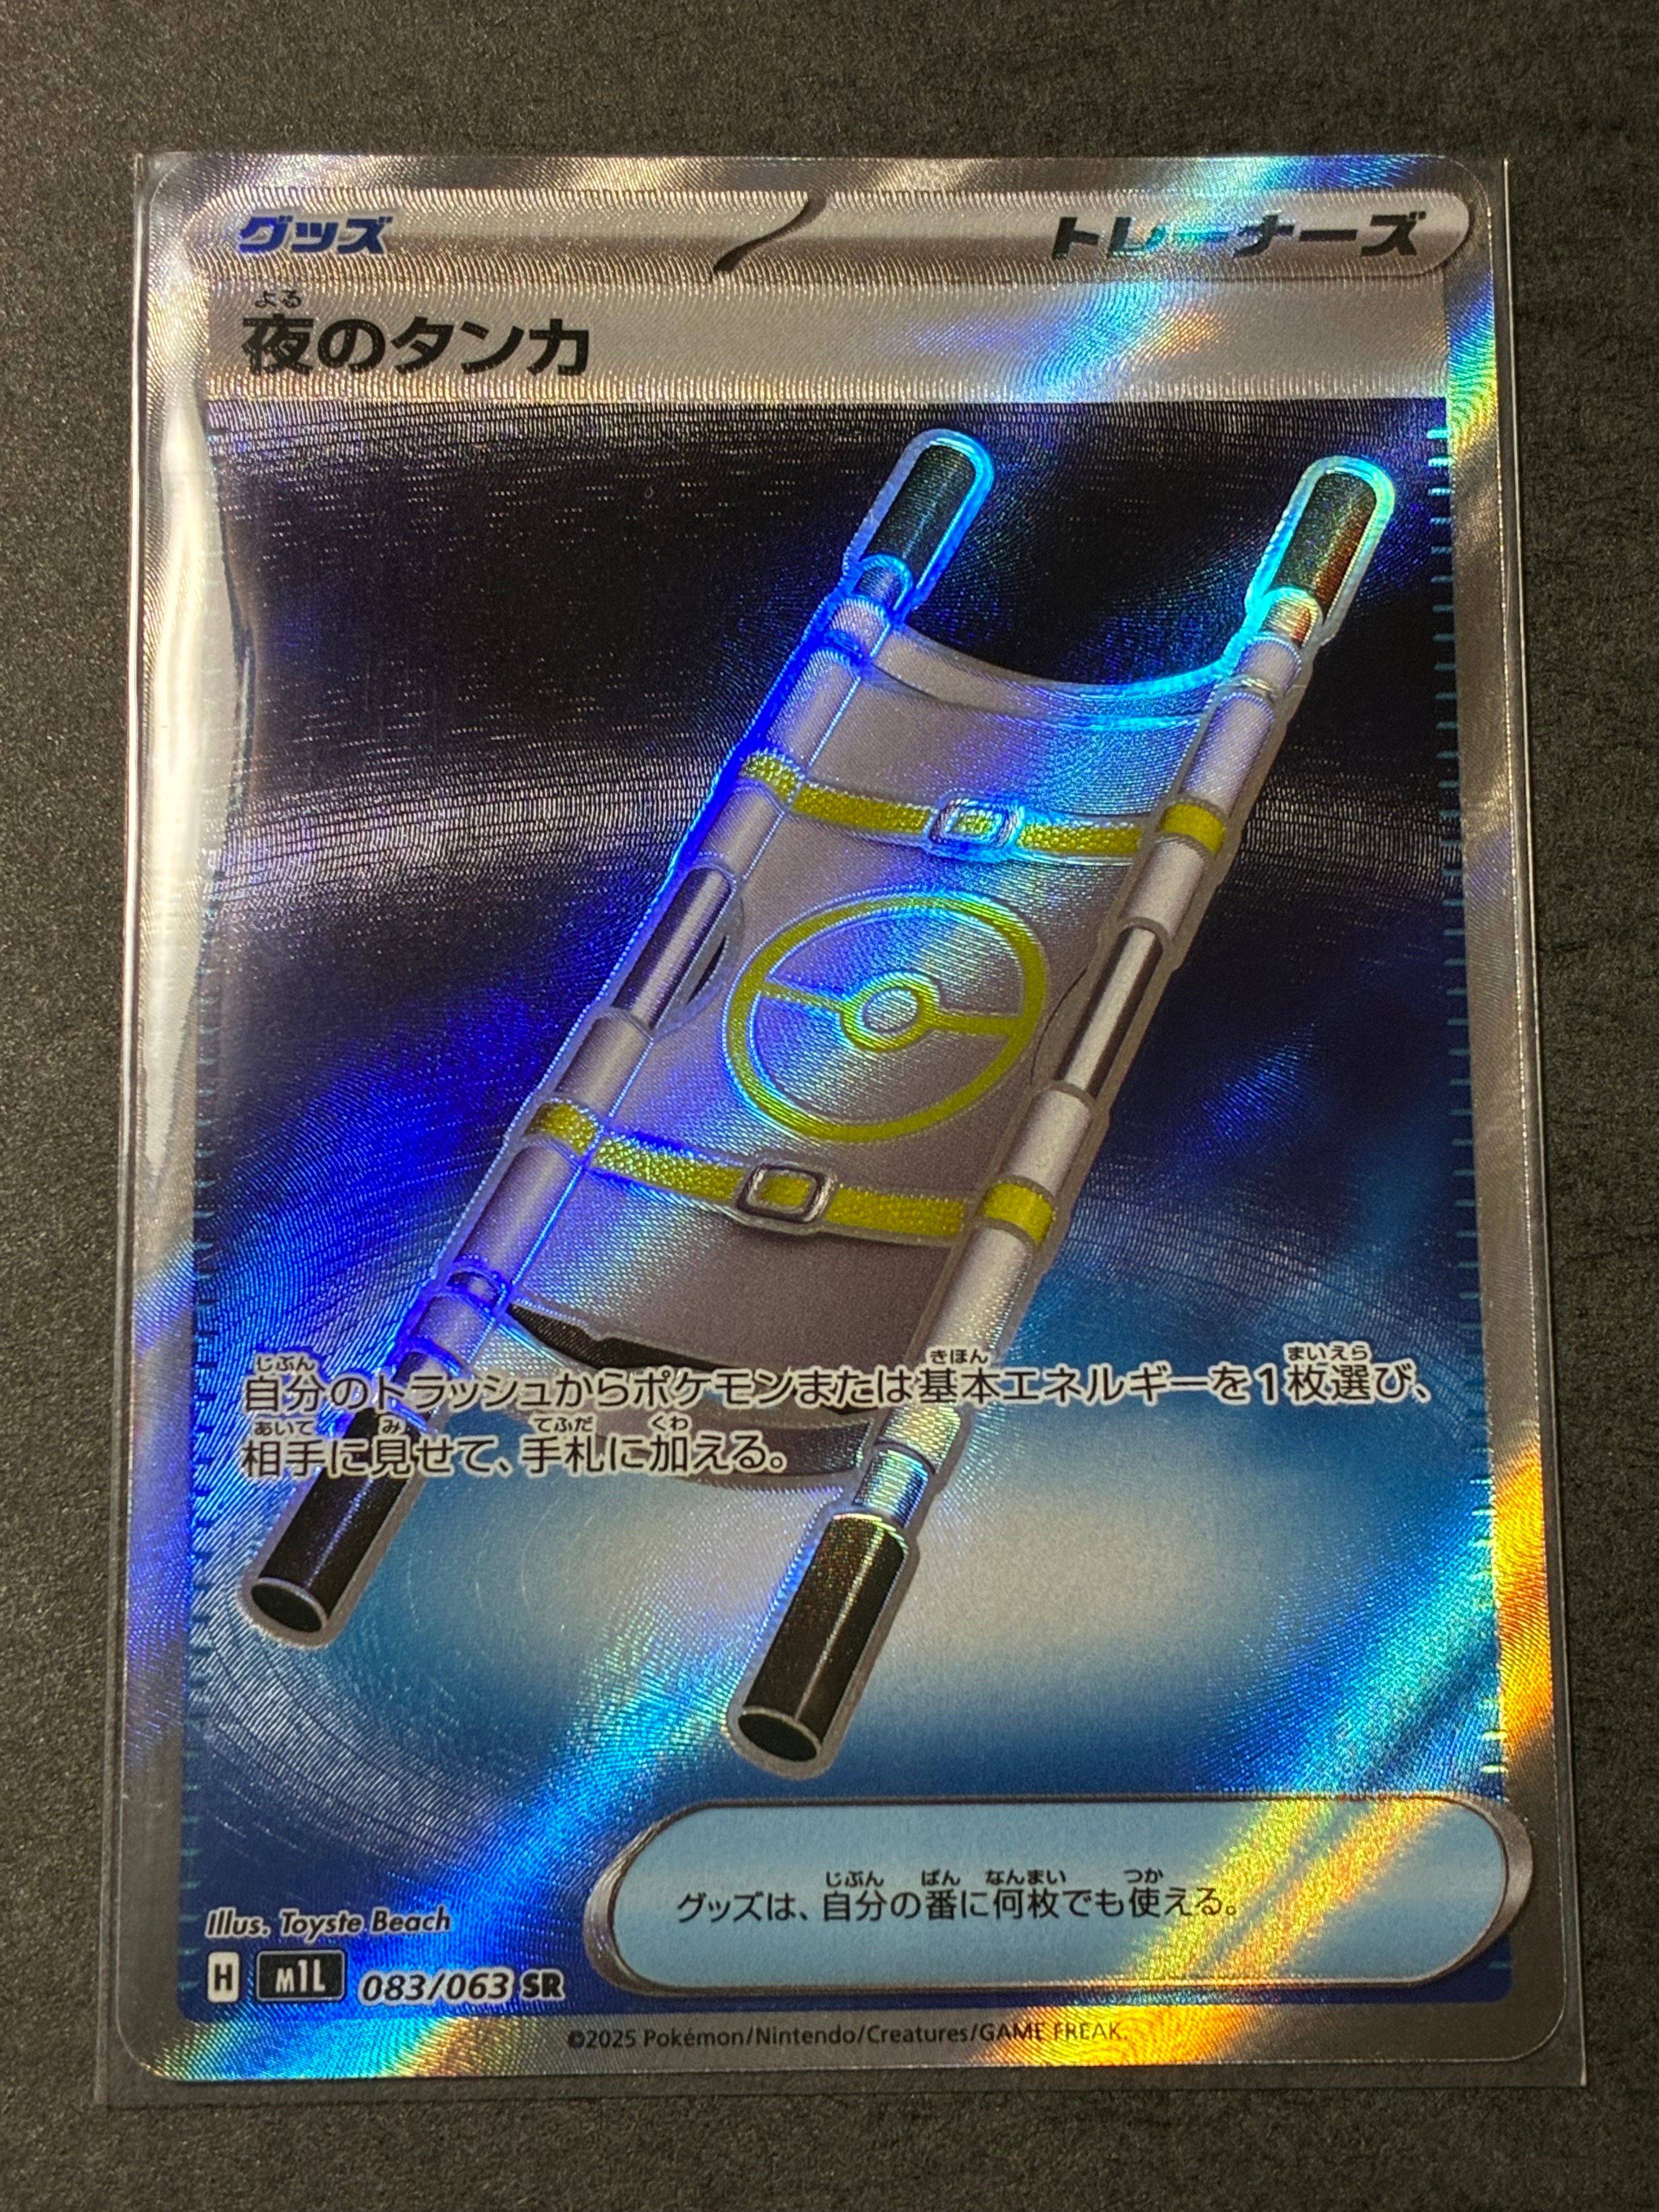 グッズ トレーナーズ
よる
夜のタンカ
じぶん きほん まいえら
自分のトラッシュからポケモンまたは基本エネルギーを1枚選び、
あいて み てふだ くわ
相手に見せて、手札に加える。
じぶん ばん なんまい つか
グッズは、自分の番に何枚でも使える。
Illus. Toyste Beach
H M1L 083/063 SR
©2025 Pokémon/Nintendo/Creatures/GAME FREAK.